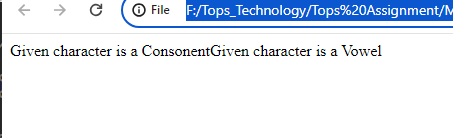 File F:/Tops_Technology/Tops%20Assignment/M
Given character is a ConsonentGiven character is a Vowel